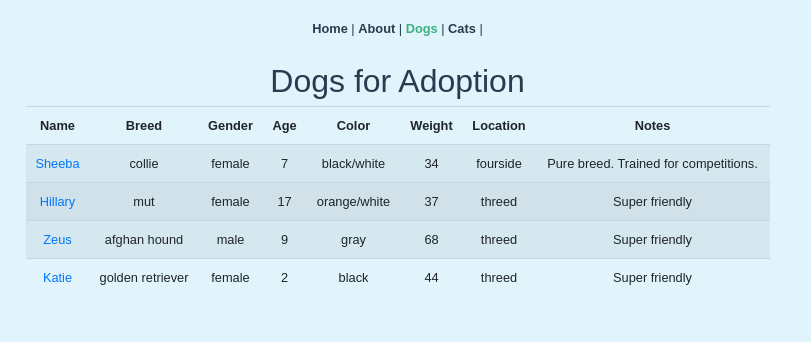 Home | About | Dogs | Cats |
Dogs for Adoption
Name Breed Gender Age Color Weight Location Notes
Sheeba collie female 7 black/white 34 fourside Pure breed. Trained for competitions.
Hillary mut female 17 orange/white 37 threed Super friendly
Zeus afghan hound male 9 gray 68 threed Super friendly
Katie golden retriever female 2 black 44 threed Super friendly